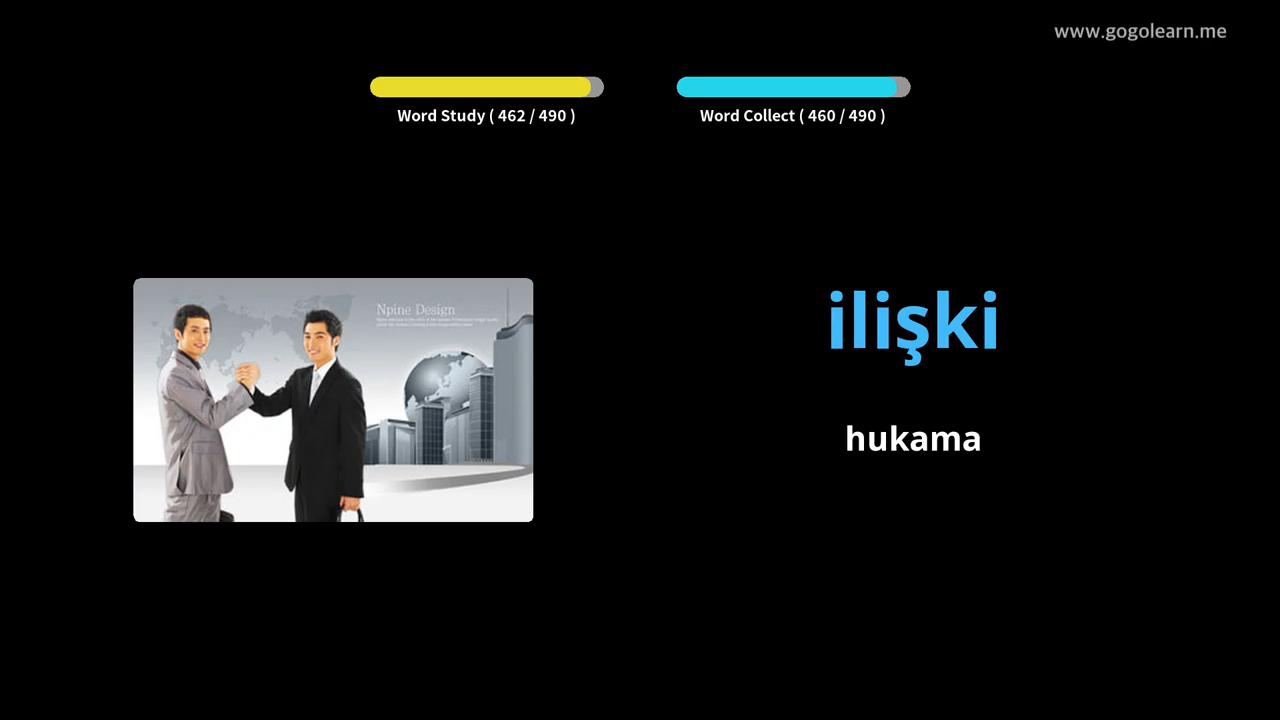 www.gogolearn.me
Word Study ( 462 / 490 )
Word Collect ( 460 / 490 )
Npine Design
ilişki
hukama